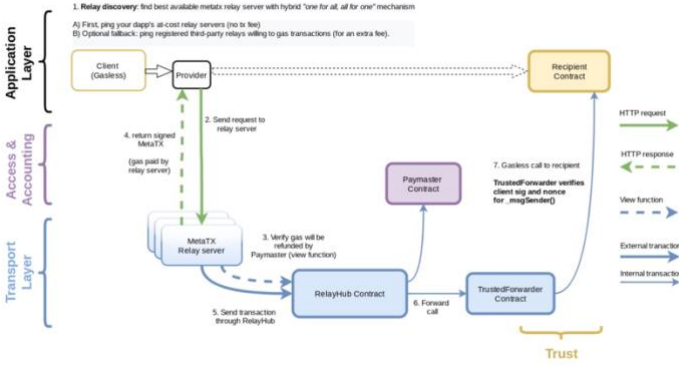 1. Relay discovery: find best available metatx relay server with hybrid "one for all, all for one" mechanism
A) First, ping your dapp's at-cost relay servers (no tx fee)
B) Optional fallback: ping registered third-party relays willing to gas transactions (for an extra fee).
Application
Layer
Client
(Gasless)
Provider
Recipient
Contract
2. Send request to
relay server
4. return signed
MetaTX
(gas paid by
relay server)
HTTP request
HTTP response
View function
External tranaction
Internal transactio
Access &
Accounting
Paymaster
Contract
7. Gasless call to recipient
TrustedForwarder verifies
client sig and nonce
for _msgSender()
Transport
Layer
MetaTX
Relay server
3. Verify gas will be
refunded by
Paymaster (view function)
RelayHub Contract
5. Send transaction
through RelayHub
6. Forward
call
TrustedForwarder
Contract
Trust